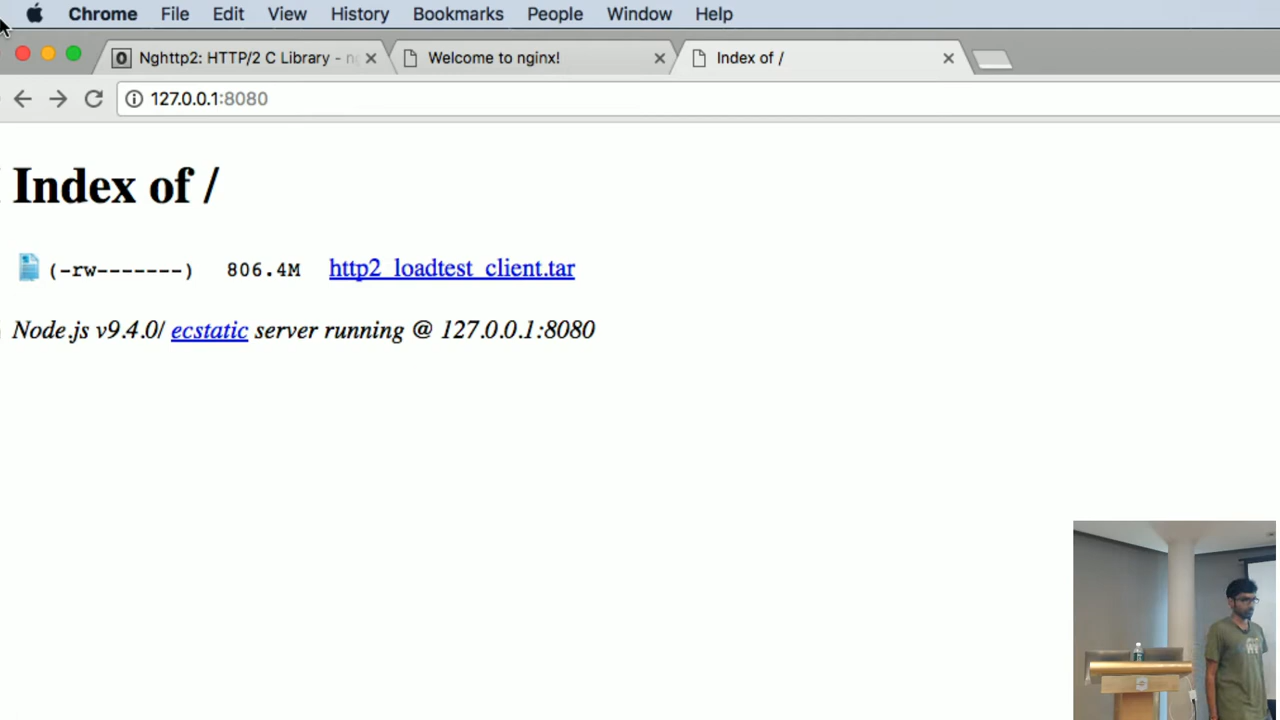 Chrome File Edit View History Bookmarks People Window Help
Nghttp2: HTTP/2 C Library - Welcome to nginx! Index of /
127.0.0.1:8080
Index of /
(-rw-------) 806.4M http2_loadtest_client.tar
Node.js v9.4.0/ ecstatic server running @ 127.0.0.1:8080